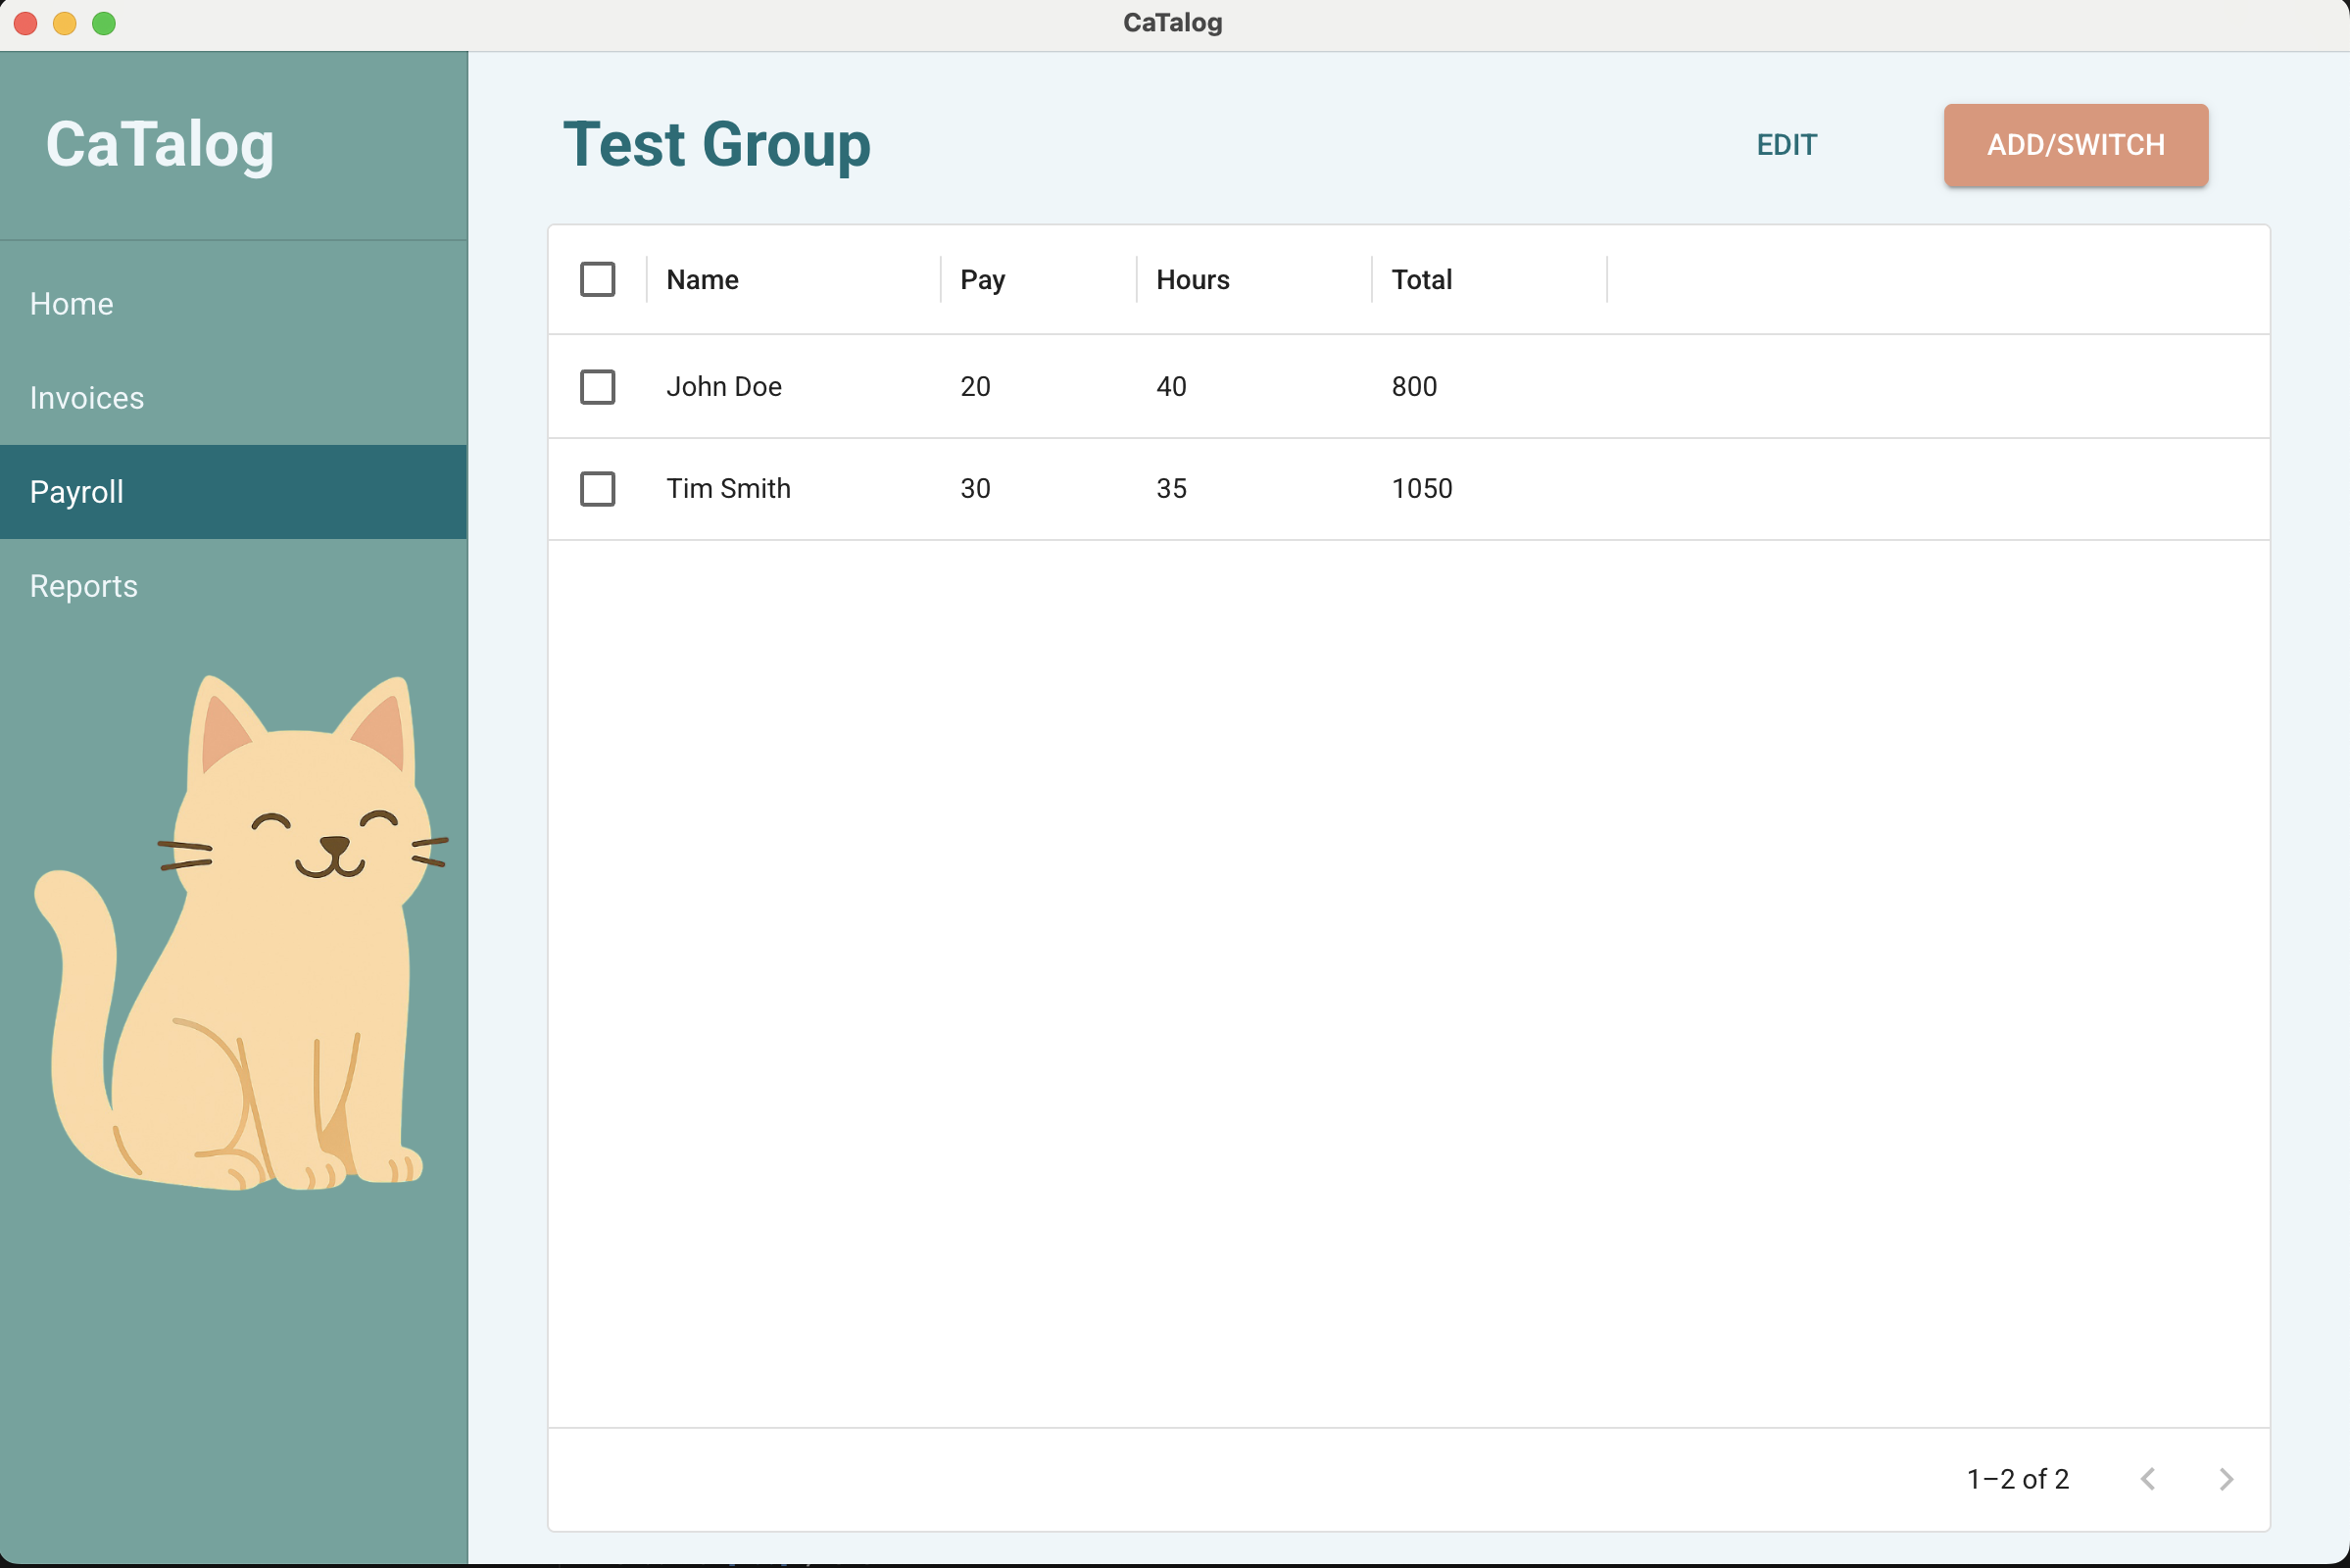 CaTalog
CaTalog
Home
Invoices
Payroll
Reports
Test Group
EDIT
ADD/SWITCH
Name Pay Hours Total
John Doe 20 40 800
Tim Smith 30 35 1050
1–2 of 2